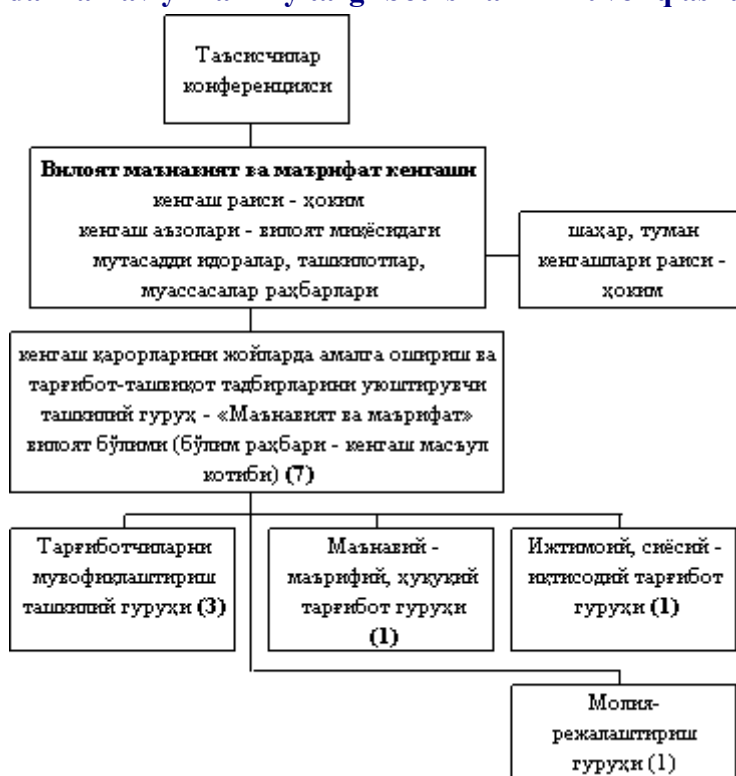 Таъсисчилар
конференцияси
Вилоят маънавият ва маърифат кенгаши
кенгаш раиси - ҳоким
кенгаш аъзолари - вилоят миқёсидаги
мутасадди идоралар, ташкилотлар,
муассасалар раҳбарлари
шаҳар, туман
кенгашлари раиси -
ҳоким
кенгаш қарорларини жойларда амалга ошириш ва
тарғибот-ташвиқот тадбирларини уюштирувчи
ташкилий гуруҳ - «Маънавият ва маърифат»
вилоят бўлими (бўлим раҳбари - кенгаш масъул
котиби) (7)
Тарғиботчиларни
мувофиқлаштириш
ташкилий гуруҳи (3)
Маънавий -
маърифий, ҳуқуқий
тарғибот гуруҳи
(1)
Ижтимоий, сиёсий -
иқтисодий тарғибот
гуруҳи (1)
Молия-
режалаштириш
гуруҳи (1)